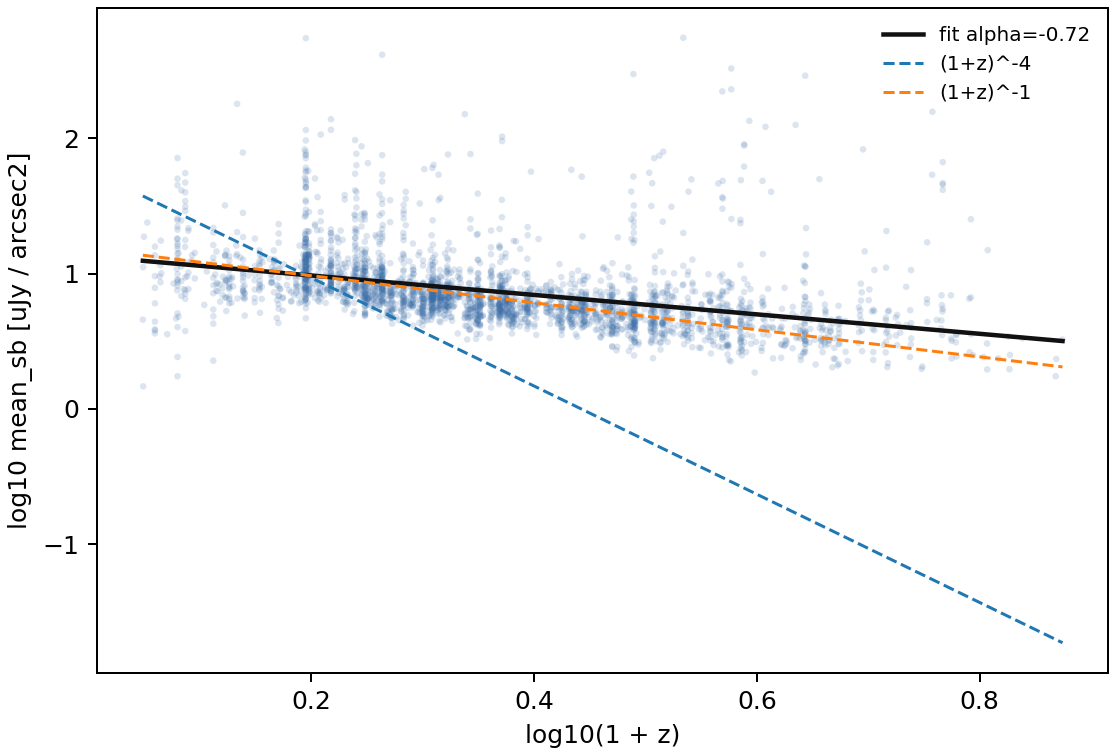 fit alpha=-0.72
(1+z)^-4
(1+z)^-1
log10 mean_sb [uJy / arcsec2]
2
1
0
−1
0.2 0.4 0.6 0.8
log10(1 + z)